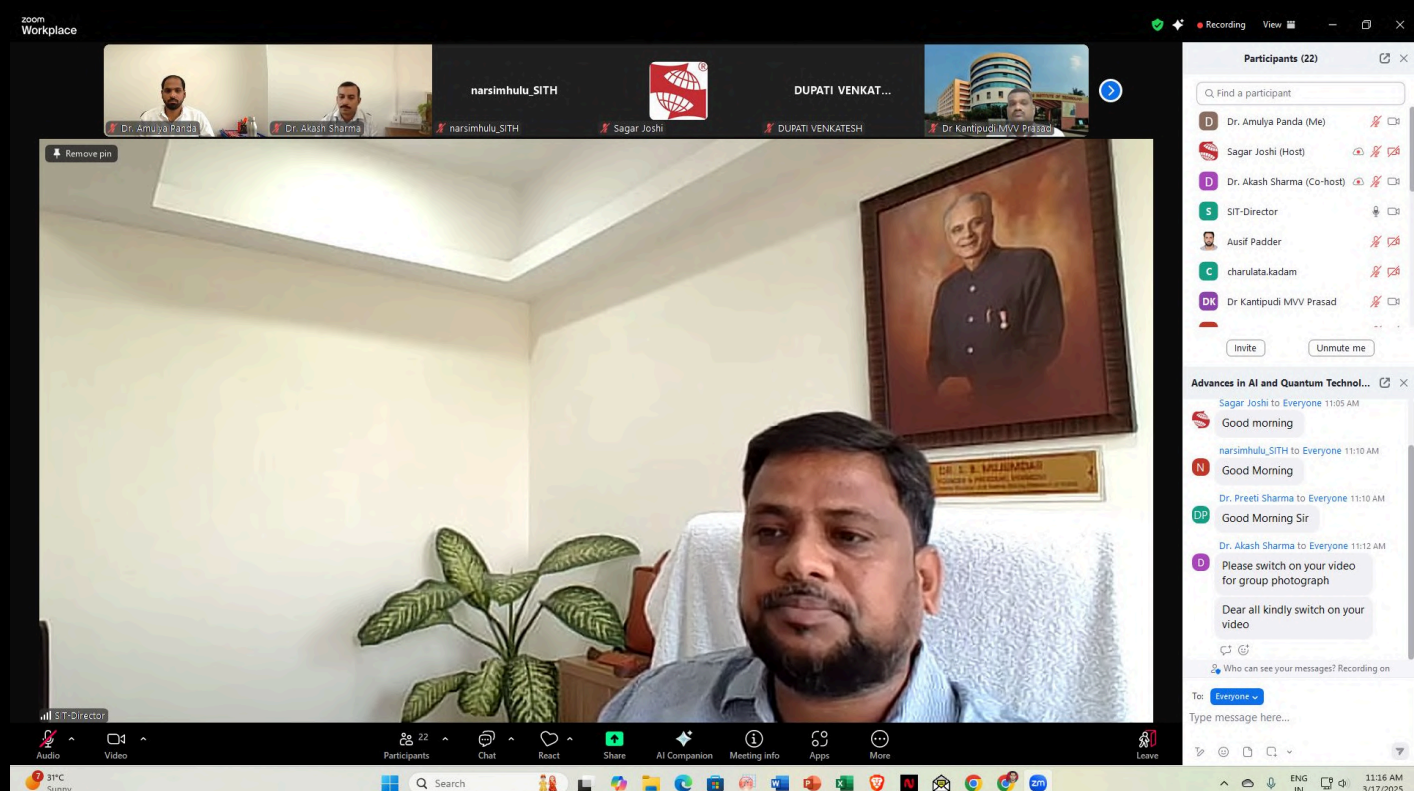 zoom
Workplace
Recording
View
Dr. Amulya Panda
Dr. Akash Sharma
narsimhulu_SITH
narsimhulu_SITH
Sagar Joshi
DUPATI VENKAT...
DUPATI VENKATESH
Dr Kantipudi MVV Prasad
Remove pin
DR. S. B. MUJUMDAR
SIT-Director
Participants (22)
Find a participant
D Dr. Amulya Panda (Me)
Sagar Joshi (Host)
D Dr. Akash Sharma (Co-host)
S SIT-Director
Ausif Padder
C charulata.kadam
DK Dr Kantipudi MVV Prasad
Invite
Unmute me
Advances in AI and Quantum Technol...
Sagar Joshi to Everyone 11:05 AM
Good morning
narsimhulu_SITH to Everyone 11:10 AM
N Good Morning
Dr. Preeti Sharma to Everyone 11:10 AM
DP Good Morning Sir
Dr. Akash Sharma to Everyone 11:12 AM
D Please switch on your video
for group photograph
Dear all kindly switch on your
video
Who can see your messages? Recording on
To: Everyone
Type message here...
Audio
Video
22
Participants
Chat
React
Share
AI Companion
Meeting info
Apps
More
Leave
7
31°C
Sunny
Search
zm
ENG
IN
11:16 AM
3/17/2025